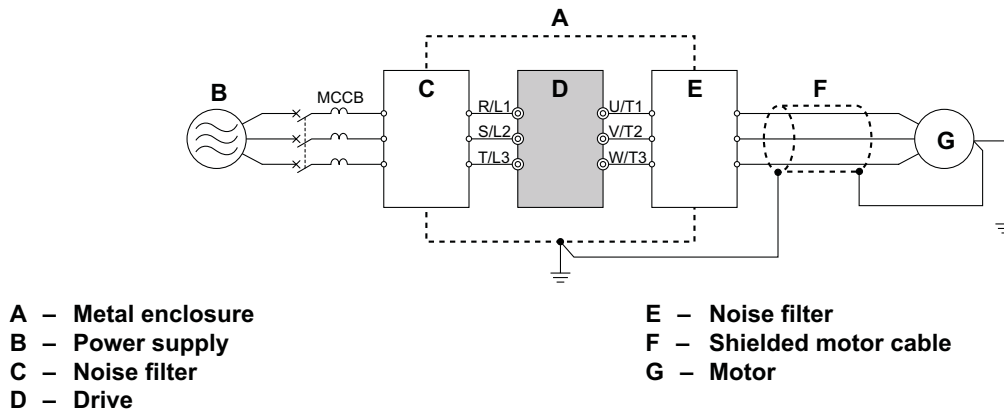 A
B
MCCB
C
R/L1
S/L2
T/L3
D
U/T1
V/T2
W/T3
E
F
G
A – Metal enclosure
B – Power supply
C – Noise filter
D – Drive
E – Noise filter
F – Shielded motor cable
G – Motor